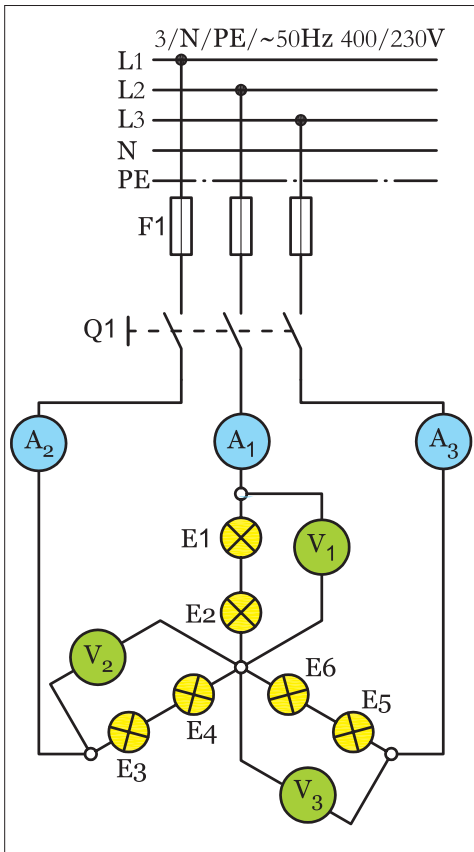 3/N/PE/~50Hz 400/230V
L1
L2
L3
N
PE
F1
Q1
A₂
A₁
A₃
E1
V₁
E2
V₂
E6
E4
E5
E3
V₃